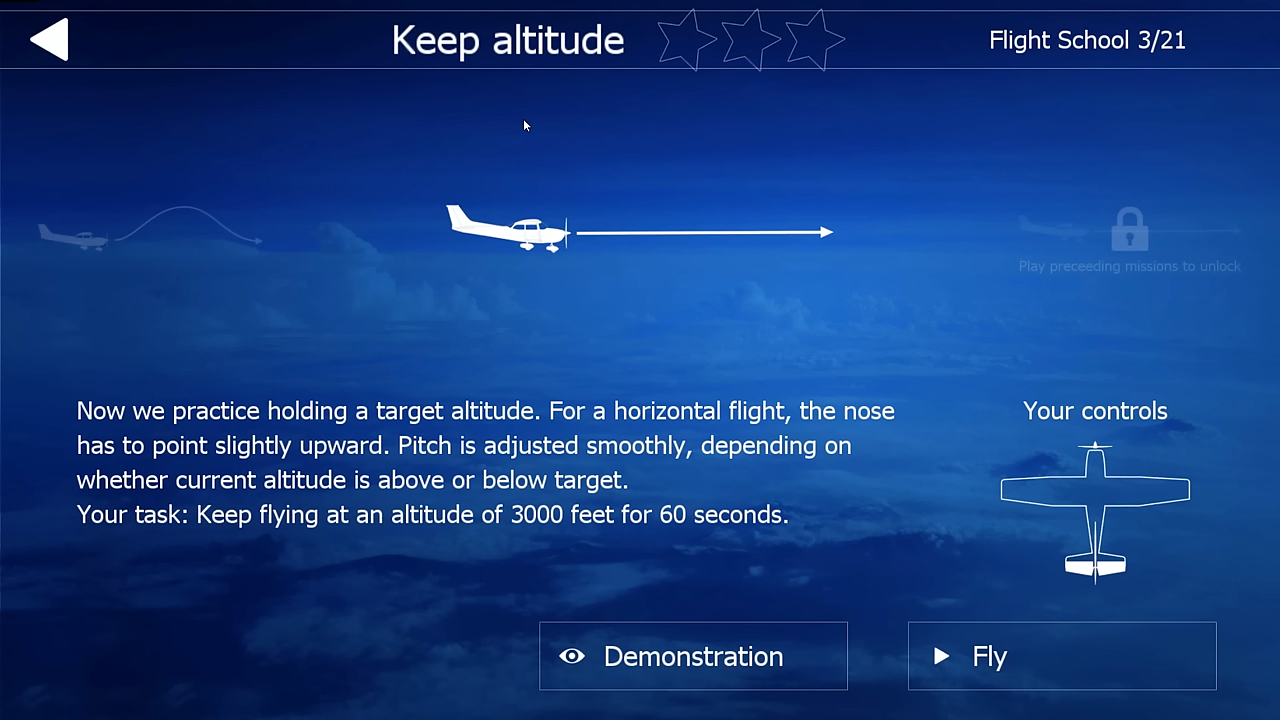 Keep altitude
Flight School 3/21
Play preceeding missions to unlock
Now we practice holding a target altitude. For a horizontal flight, the nose
has to point slightly upward. Pitch is adjusted smoothly, depending on
whether current altitude is above or below target.
Your task: Keep flying at an altitude of 3000 feet for 60 seconds.
Your controls
Demonstration
Fly